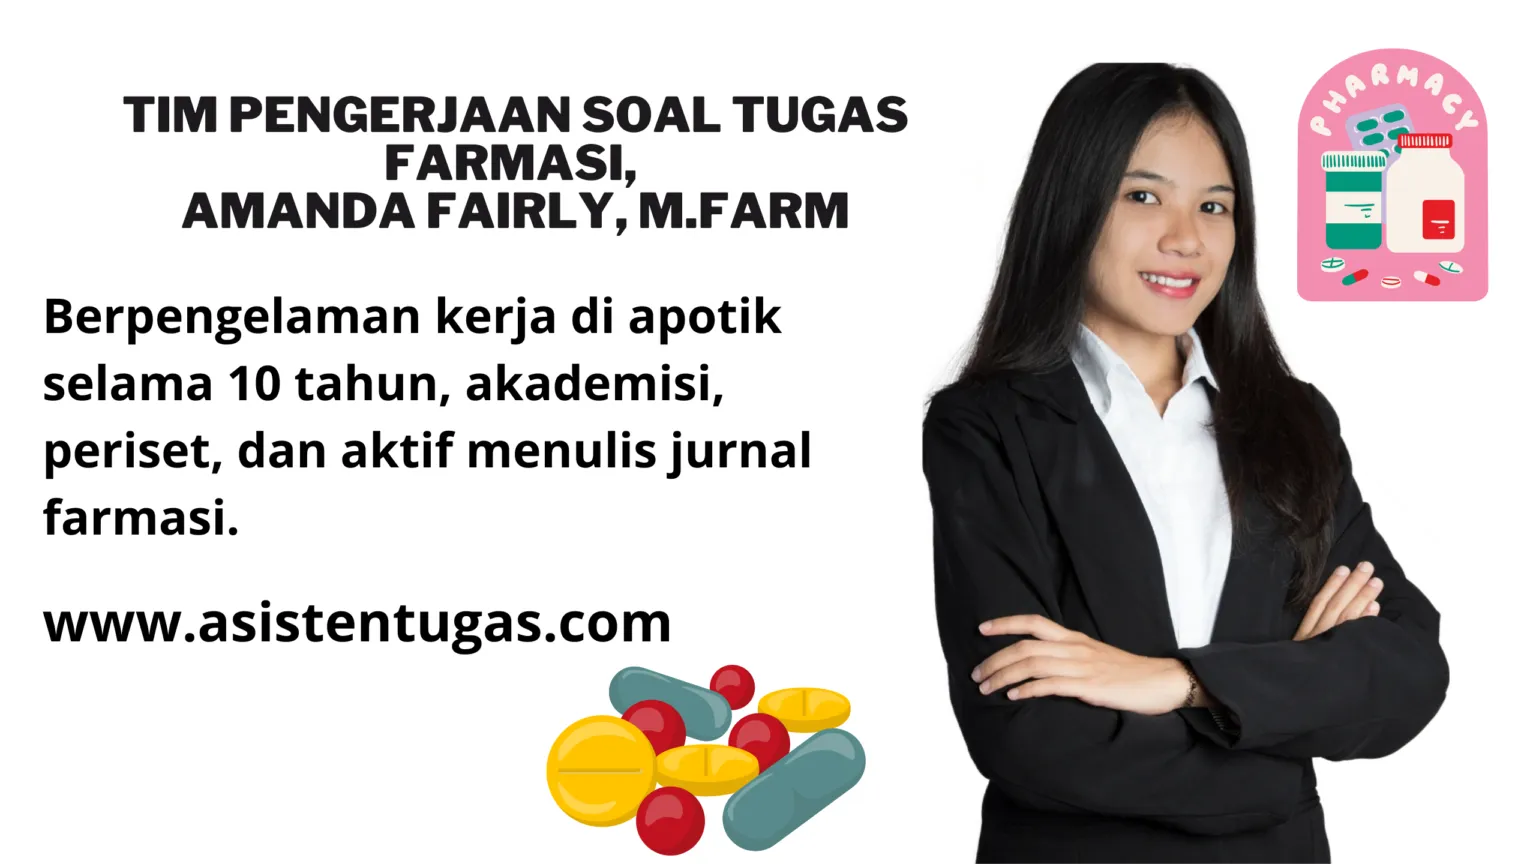 TIM PENGERJAAN SOAL TUGAS
FARMASI,
AMANDA FAIRLY, M.FARM
PHARMACY
Berpengelaman kerja di apotik
selama 10 tahun, akademisi,
periset, dan aktif menulis jurnal
farmasi.
www.asistentugas.com